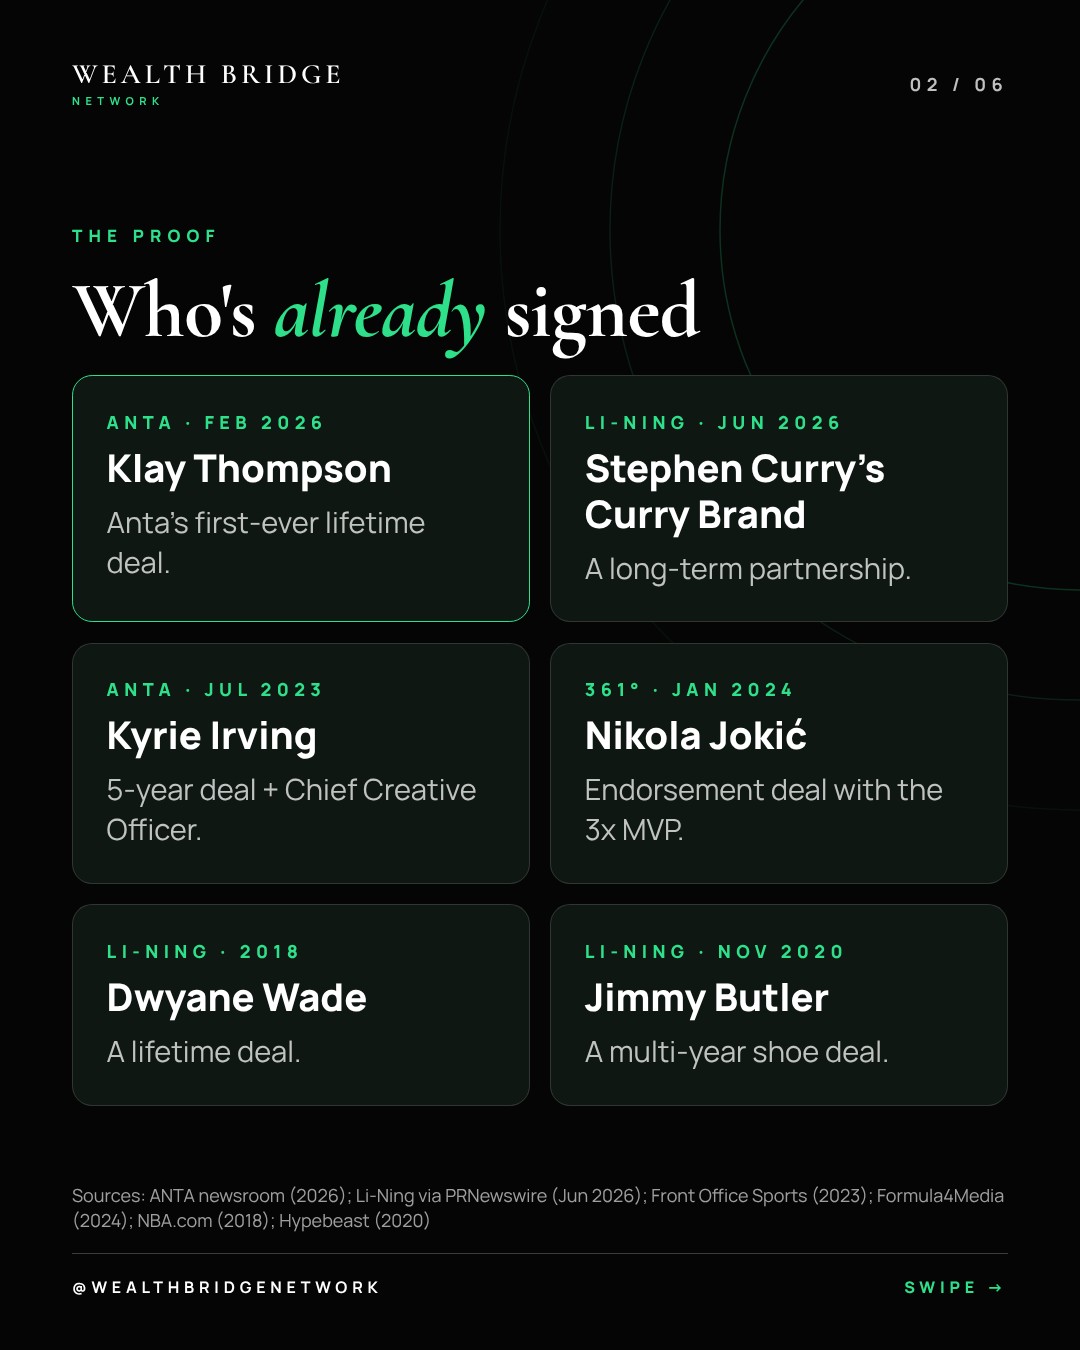 WEALTH BRIDGE
NETWORK
02 / 06
THE PROOF
Who's already signed
ANTA · FEB 2026
Klay Thompson
Anta’s first-ever lifetime
deal.
LI-NING · JUN 2026
Stephen Curry’s
Curry Brand
A long-term partnership.
ANTA · JUL 2023
Kyrie Irving
5-year deal + Chief Creative
Officer.
361° · JAN 2024
Nikola Jokić
Endorsement deal with the
3x MVP.
LI-NING · 2018
Dwyane Wade
A lifetime deal.
LI-NING · NOV 2020
Jimmy Butler
A multi-year shoe deal.
Sources: ANTA newsroom (2026); Li-Ning via PRNewswire (Jun 2026); Front Office Sports (2023); Formula4Media
(2024); NBA.com (2018); Hypebeast (2020)
@WEALTHBRIDGENETWORK
SWIPE →